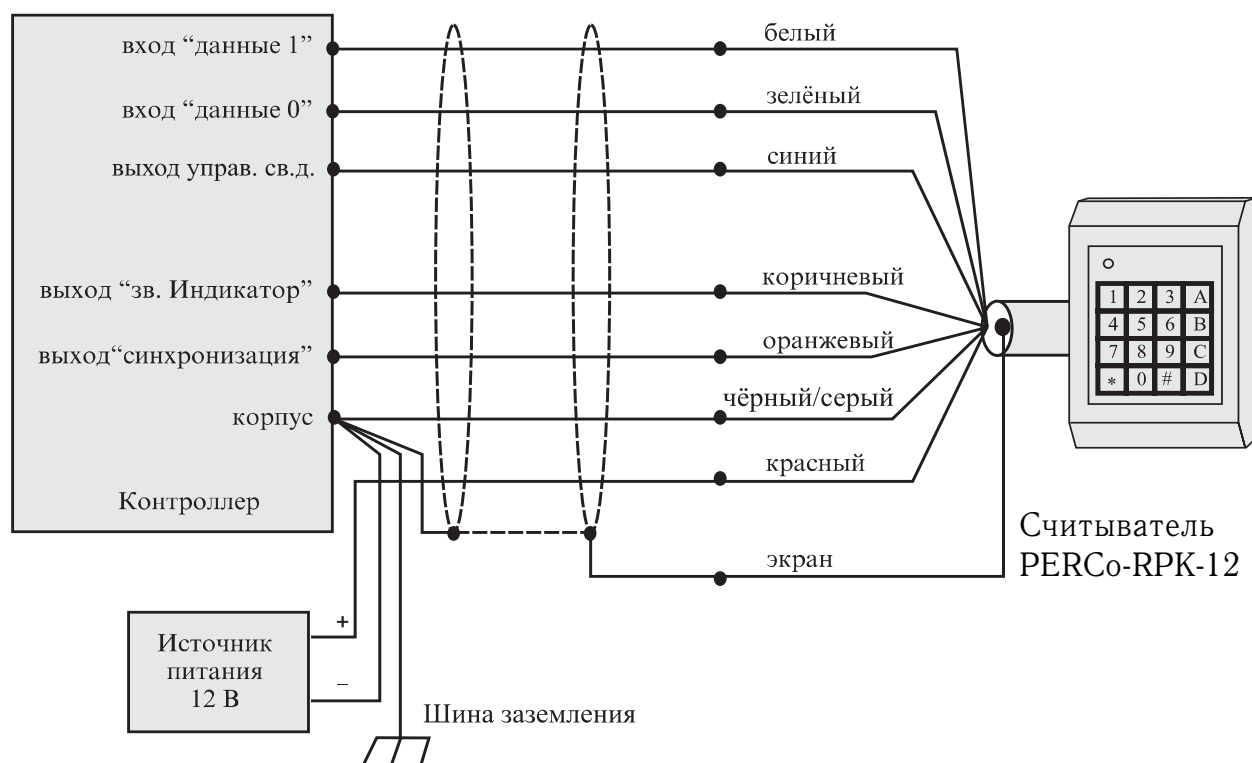 вход “данные 1”
белый
вход “данные 0”
зелёный
выход управ. св.д.
синий
выход “зв. Индикатор”
коричневый
выход“синхронизация”
оранжевый
корпус
чёрный/серый
красный
Контроллер
экран
1 2 3 A
4 5 6 B
7 8 9 C
* 0 # D
Считыватель
PERCo-RPK-12
+
–
Источник
питания
12 В
Шина заземления